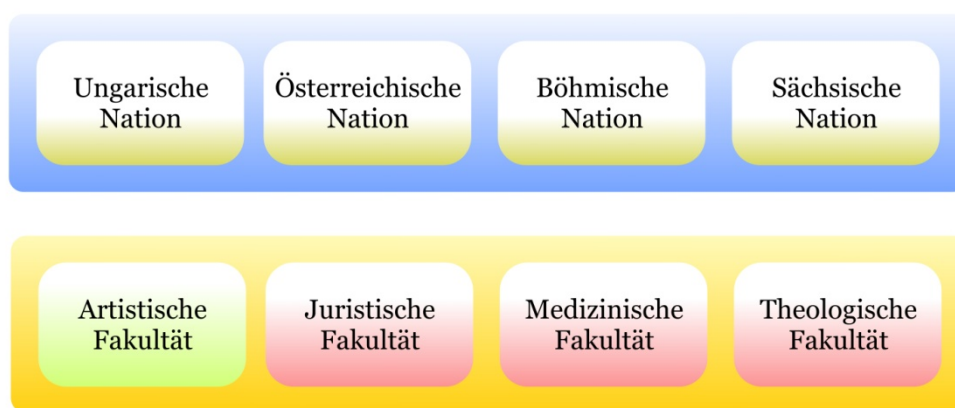 Ungarische
Nation
Österreichische
Nation
Böhmische
Nation
Sächsische
Nation
Artistische
Fakultät
Juristische
Fakultät
Medizinische
Fakultät
Theologische
Fakultät